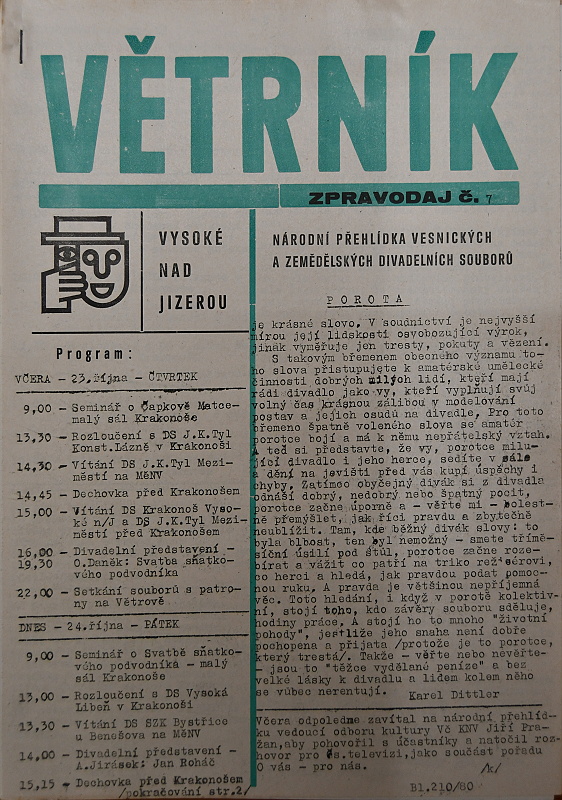 VĚTRNÍK
ZPRAVODAJ č. 7
VYSOKÉ
NAD
JIZEROU
NÁRODNÍ PŘEHLÍDKA VESNICKÝCH
A ZEMĚDĚLSKÝCH DIVADELNÍCH SOUBORŮ
Program:
VČERA - 23.října - ČTVRTEK
9,00 - Seminář o Čapkově Matce-
malý sál Krakonoše
13,30 - Rozloučení s DS J.K.Tyl
Konst.Lázně v Krakonoši
14,30 - Vítání DS J.K.Tyl Mezi-
městí na MěNV
14,45 - Dechovka před Krakonošem
15,00 - Vítání DS Krakonoš Vyso-
ké n/J a DS J.K.Tyl Mezi-
městí před Krakonošem
16,00 - Divadelní představení -
19,30 O.Daněk: Svatba sňatko-
vého podvodníka
22,00 - Setkání souborů s patro-
ny na Větrově
DNES - 24.října - PÁTEK
9,00 - Seminář o Svatbě sňatko-
vého podvodníka - malý
sál Krakonoše
13,00 - Rozloučení s DS Vysoká
Libeň v Krakonoši
13,30 - Vítání DS SZK Bystřice
u Benešova na MěNV
14,00 - Divadelní představení -
A.Jirásek: Jan Roháč
15,15 - Dechovka před Krakonošem
/pokračování str.2/
POROTA
je krásné slovo. V soudnictví je nejvyšší
mírou její lidskosti osvobozující výrok,
jinak vyměřuje jen tresty, pokuty a vězení.
S takovým břemenem obecného významu to-
ho slova přistupujete k amatérské umělecké
činnosti dobrých milých lidí, kteří mají
rádi divadlo jako vy, kteří vyplňují svůj
volný čas krásnou zálibou v modelování
postav a jejich osudů na divadle. Pro toto
břemeno špatně voleného slova se amatér
porotce bojí a má k němu nepřátelský vztah.
A teď si představte, že vy, porotce milu-
jící divadlo i jeho heroe, sedíte v sále
a dění na jevišti před vás kupí úspěchy i
chyby. Zatímco obyčejný divák si z divadla
odnáší dobrý, nedobrý nebo špatný pocit,
porotce začne úporně a - věřte mi - bolest-
ně přemýšlet, jak říci pravdu a zbytečně
neublížit. Tam, kde běžný divák slovy: to
byla blbost, ten byl nemožný - smete tříme-
síční úsilí pod stůl, porotce začne roze-
bírat a vážit co patří na triko režisérovi,
co herci a hledá, jak pravdou podat pomoc-
nou ruku. A pravda je většinou nepříjemná
věc. Toto hledání, i když v porotě kolektiv-
ní, stojí toho, kdo závěry souboru sděluje,
hodiny práce. A stojí ho to mnoho "životní
pohody", jestliže jeho snaha není dobře
pochopena a přijata /protože je to porotce,
který trestá/. Takže - věřte nebo nevěřte-
- jsou to "těžce vydělané peníze" a bez
velké lásky k divadlu a lidem kolem něho
se vůbec nerentují. Karel Dittler
Včera odpoledne zavítal na národní přehlíd-
ku vedoucí odboru kultury Vč KNV Jiří Pra-
žan,aby pohovořil s účastníky a natočil roz-
hovor pro čs.televizi,jako součást pořadu
O vás - pro nás.
B1.210/80